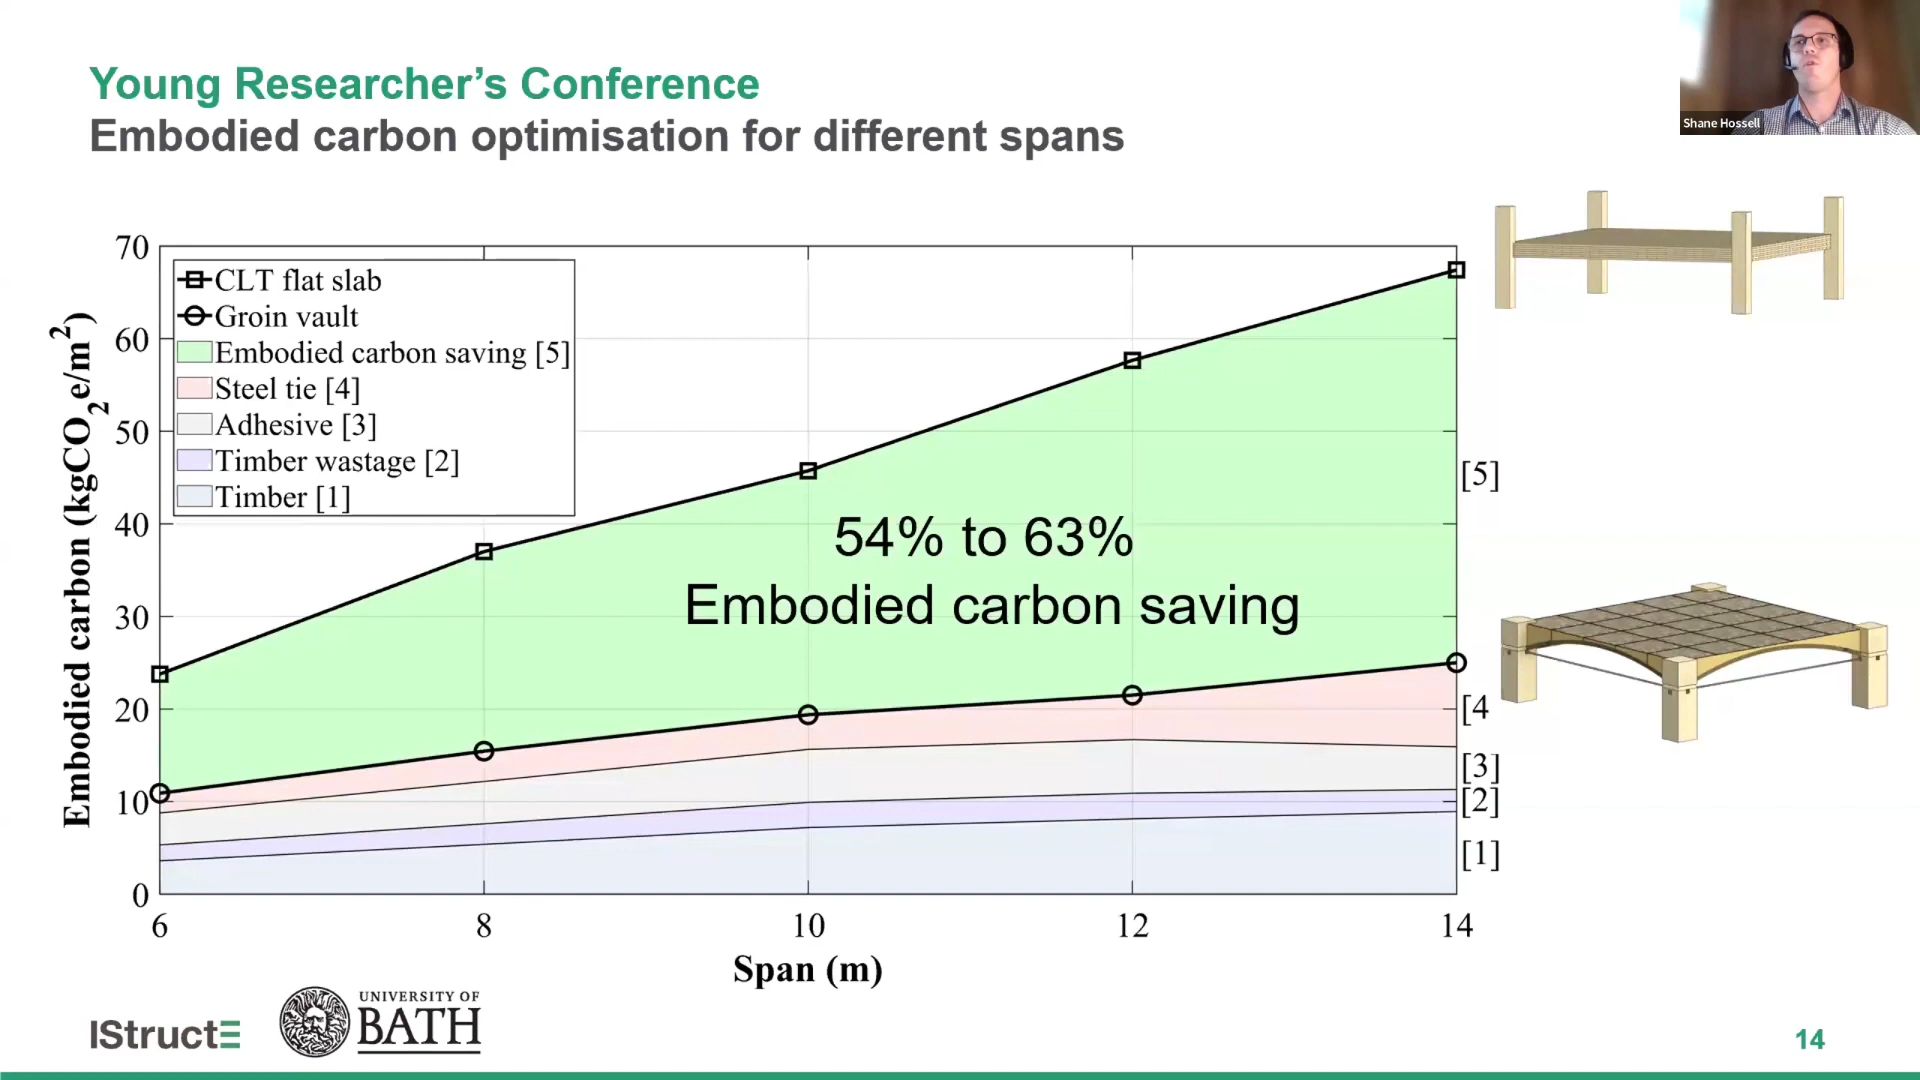 Young Researcher’s Conference
Embodied carbon optimisation for different spans
Shane Hossell
70
60
50
40
30
20
10
0
Embodied carbon (kgCO2e/m2)
CLT flat slab
Groin vault
Embodied carbon saving [5]
Steel tie [4]
Adhesive [3]
Timber wastage [2]
Timber [1]
54% to 63%
Embodied carbon saving
[5]
[4
[3]
[2]
[1]
6 8 10 12 14
Span (m)
IStructE
UNIVERSITY OF
BATH
14